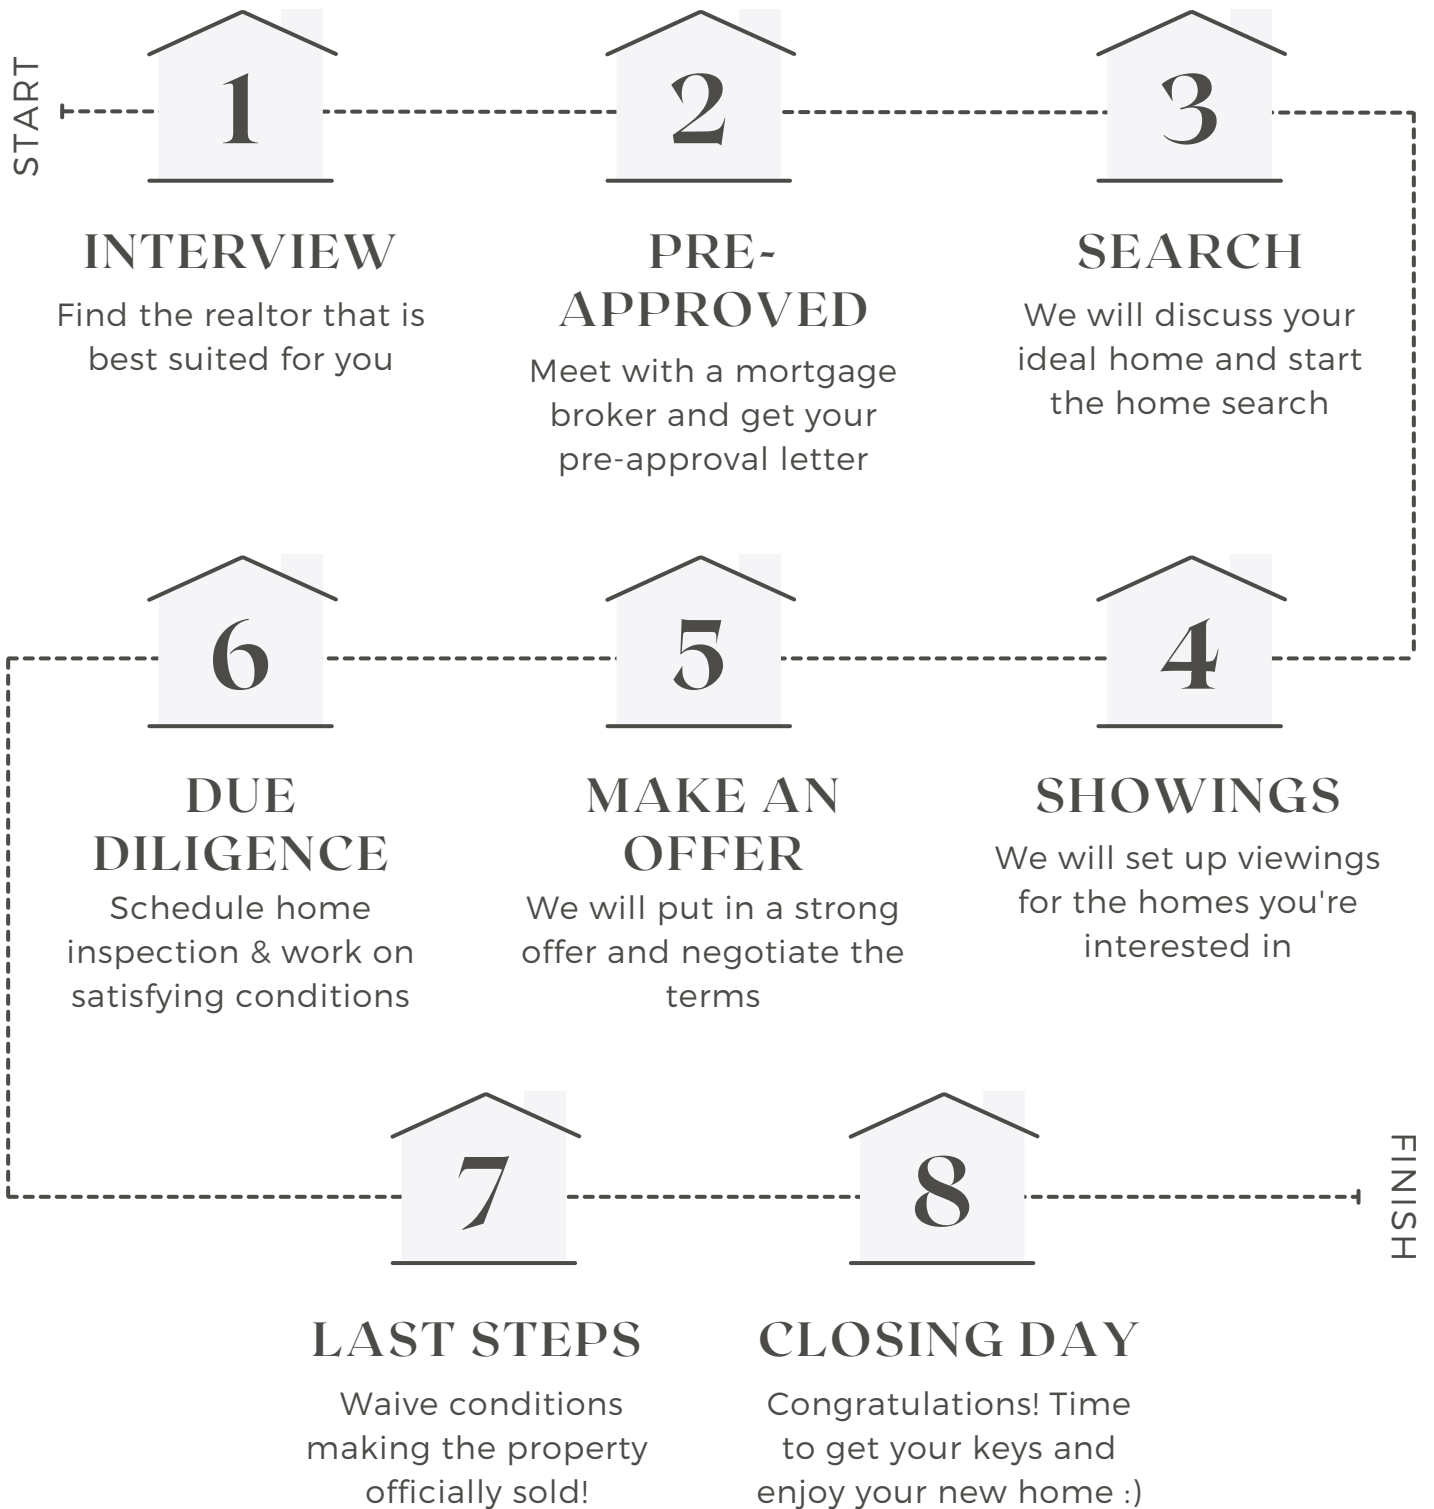 START
1
INTERVIEW
Find the realtor that is
best suited for you
2
PRE-
APPROVED
Meet with a mortgage
broker and get your
pre-approval letter
3
SEARCH
We will discuss your
ideal home and start
the home search
4
SHOWINGS
We will set up viewings
for the homes you're
interested in
5
MAKE AN
OFFER
We will put in a strong
offer and negotiate the
terms
6
DUE
DILIGENCE
Schedule home
inspection & work on
satisfying conditions
7
LAST STEPS
Waive conditions
making the property
officially sold!
8
CLOSING DAY
Congratulations! Time
to get your keys and
enjoy your new home :)
FINISH